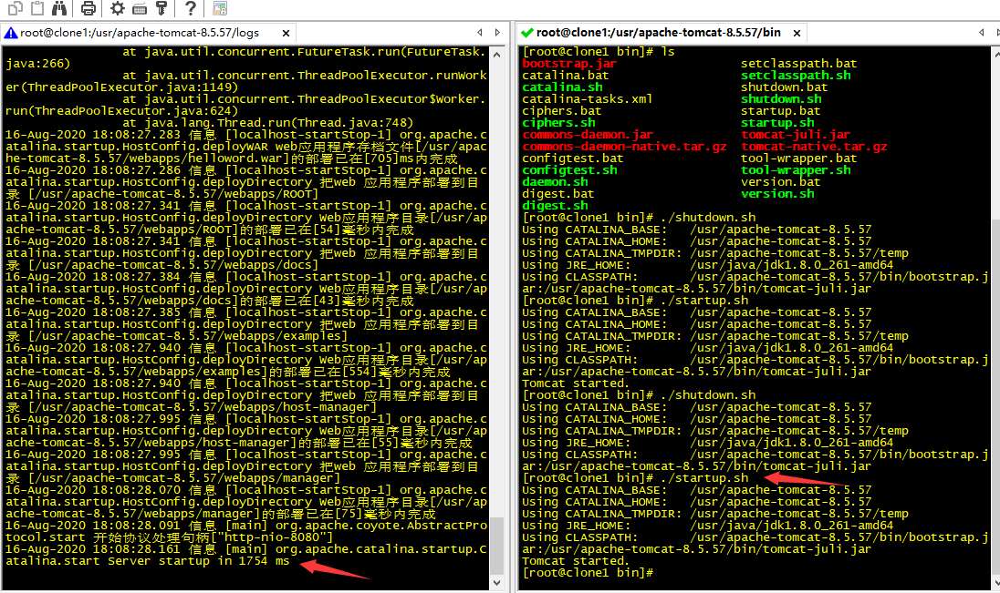 root@clone1:/usr/apache-tomcat-8.5.57/logs
at java.util.concurrent.FutureTask.run(FutureTask.
java:266)
at java.util.concurrent.ThreadPoolExecutor.runWork
er(ThreadPoolExecutor.java:1149)
at java.util.concurrent.ThreadPoolExecutor$Worker.
run(ThreadPoolExecutor.java:624)
at java.lang.Thread.run(Thread.java:748)
16-Aug-2020 18:08:27.283 信息 [localhost-startStop-1] org.apache.c
atalina.startup.HostConfig.deployWAR web应用程序存档文件[/usr/apac
he-tomcat-8.5.57/webapps/helloword.war]的部署已在[705]ms内完成
16-Aug-2020 18:08:27.286 信息 [localhost-startStop-1] org.apache.c
atalina.startup.HostConfig.deployDirectory 把web 应用程序部署到目
录 [/usr/apache-tomcat-8.5.57/webapps/ROOT]
16-Aug-2020 18:08:27.341 信息 [localhost-startStop-1] org.apache.c
atalina.startup.HostConfig.deployDirectory Web应用程序目录[/usr/ap
ache-tomcat-8.5.57/webapps/ROOT]的部署已在[54]毫秒内完成
16-Aug-2020 18:08:27.341 信息 [localhost-startStop-1] org.apache.c
atalina.startup.HostConfig.deployDirectory 把web 应用程序部署到目
录 [/usr/apache-tomcat-8.5.57/webapps/docs]
16-Aug-2020 18:08:27.384 信息 [localhost-startStop-1] org.apache.c
atalina.startup.HostConfig.deployDirectory Web应用程序目录[/usr/ap
ache-tomcat-8.5.57/webapps/docs]的部署已在[43]毫秒内完成
16-Aug-2020 18:08:27.385 信息 [localhost-startStop-1] org.apache.c
atalina.startup.HostConfig.deployDirectory 把web 应用程序部署到目
录 [/usr/apache-tomcat-8.5.57/webapps/examples]
16-Aug-2020 18:08:27.940 信息 [localhost-startStop-1] org.apache.c
atalina.startup.HostConfig.deployDirectory Web应用程序目录[/usr/ap
ache-tomcat-8.5.57/webapps/examples]的部署已在[554]毫秒内完成
16-Aug-2020 18:08:27.940 信息 [localhost-startStop-1] org.apache.c
atalina.startup.HostConfig.deployDirectory 把web 应用程序部署到目
录 [/usr/apache-tomcat-8.5.57/webapps/host-manager]
16-Aug-2020 18:08:27.995 信息 [localhost-startStop-1] org.apache.c
atalina.startup.HostConfig.deployDirectory Web应用程序目录[/usr/ap
ache-tomcat-8.5.57/webapps/host-manager]的部署已在[55]毫秒内完成
16-Aug-2020 18:08:27.995 信息 [localhost-startStop-1] org.apache.c
atalina.startup.HostConfig.deployDirectory 把web 应用程序部署到目
录 [/usr/apache-tomcat-8.5.57/webapps/manager]
16-Aug-2020 18:08:28.070 信息 [localhost-startStop-1] org.apache.c
atalina.startup.HostConfig.deployDirectory Web应用程序目录[/usr/ap
ache-tomcat-8.5.57/webapps/manager]的部署已在[75]毫秒内完成
16-Aug-2020 18:08:28.091 信息 [main] org.apache.coyote.AbstractPro
tocol.start 开始协议处理句柄["http-nio-8080"]
16-Aug-2020 18:08:28.161 信息 [main] org.apache.catalina.startup.C
atalina.start Server startup in 1754 ms
root@clone1:/usr/apache-tomcat-8.5.57/bin
[root@clone1 bin]# ls
bootstrap.jar setclasspath.bat
catalina.bat setclasspath.sh
catalina.sh shutdown.bat
catalina-tasks.xml shutdown.sh
ciphers.bat startup.bat
ciphers.sh startup.sh
commons-daemon.jar tomcat-juli.jar
commons-daemon-native.tar.gz tomcat-native.tar.gz
configtest.bat tool-wrapper.bat
configtest.sh tool-wrapper.sh
daemon.sh version.bat
digest.bat version.sh
digest.sh
[root@clone1 bin]# ./shutdown.sh
Using CATALINA_BASE: /usr/apache-tomcat-8.5.57
Using CATALINA_HOME: /usr/apache-tomcat-8.5.57
Using CATALINA_TMPDIR: /usr/apache-tomcat-8.5.57/temp
Using JRE_HOME: /usr/java/jdk1.8.0_261-amd64
Using CLASSPATH: /usr/apache-tomcat-8.5.57/bin/bootstrap.j
ar:/usr/apache-tomcat-8.5.57/bin/tomcat-juli.jar
[root@clone1 bin]# ./startup.sh
Using CATALINA_BASE: /usr/apache-tomcat-8.5.57
Using CATALINA_HOME: /usr/apache-tomcat-8.5.57
Using CATALINA_TMPDIR: /usr/apache-tomcat-8.5.57/temp
Using JRE_HOME: /usr/java/jdk1.8.0_261-amd64
Using CLASSPATH: /usr/apache-tomcat-8.5.57/bin/bootstrap.j
ar:/usr/apache-tomcat-8.5.57/bin/tomcat-juli.jar
Tomcat started.
[root@clone1 bin]# ./shutdown.sh
Using CATALINA_BASE: /usr/apache-tomcat-8.5.57
Using CATALINA_HOME: /usr/apache-tomcat-8.5.57
Using CATALINA_TMPDIR: /usr/apache-tomcat-8.5.57/temp
Using JRE_HOME: /usr/java/jdk1.8.0_261-amd64
Using CLASSPATH: /usr/apache-tomcat-8.5.57/bin/bootstrap.j
ar:/usr/apache-tomcat-8.5.57/bin/tomcat-juli.jar
[root@clone1 bin]# ./startup.sh
Using CATALINA_BASE: /usr/apache-tomcat-8.5.57
Using CATALINA_HOME: /usr/apache-tomcat-8.5.57
Using CATALINA_TMPDIR: /usr/apache-tomcat-8.5.57/temp
Using JRE_HOME: /usr/java/jdk1.8.0_261-amd64
Using CLASSPATH: /usr/apache-tomcat-8.5.57/bin/bootstrap.j
ar:/usr/apache-tomcat-8.5.57/bin/tomcat-juli.jar
Tomcat started.
[root@clone1 bin]#